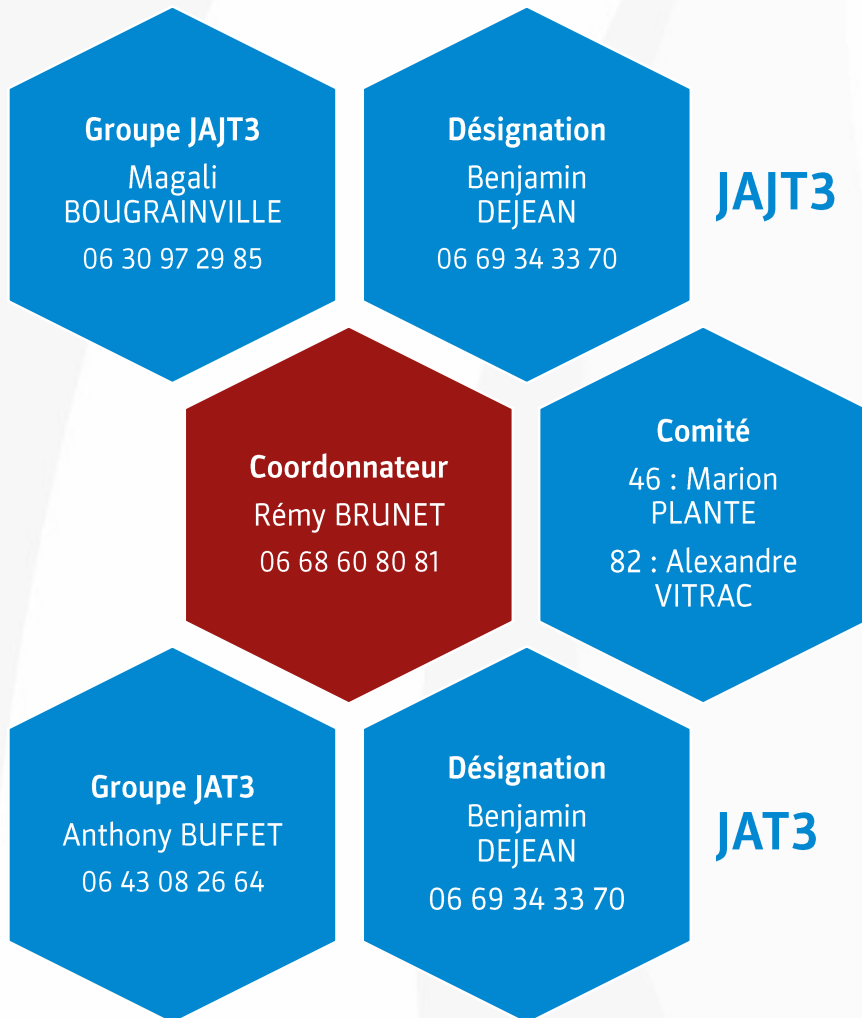 Groupe JAJT3
Magali
BOUGRAINVILLE
06 30 97 29 85
Désignation
Benjamin
DEJEAN
06 69 34 33 70
JAJT3
Coordonnateur
Rémy BRUNET
06 68 60 80 81
Comité
46 : Marion
PLANTE
82 : Alexandre
VITRAC
Groupe JAT3
Anthony BUFFET
06 43 08 26 64
Désignation
Benjamin
DEJEAN
06 69 34 33 70
JAT3